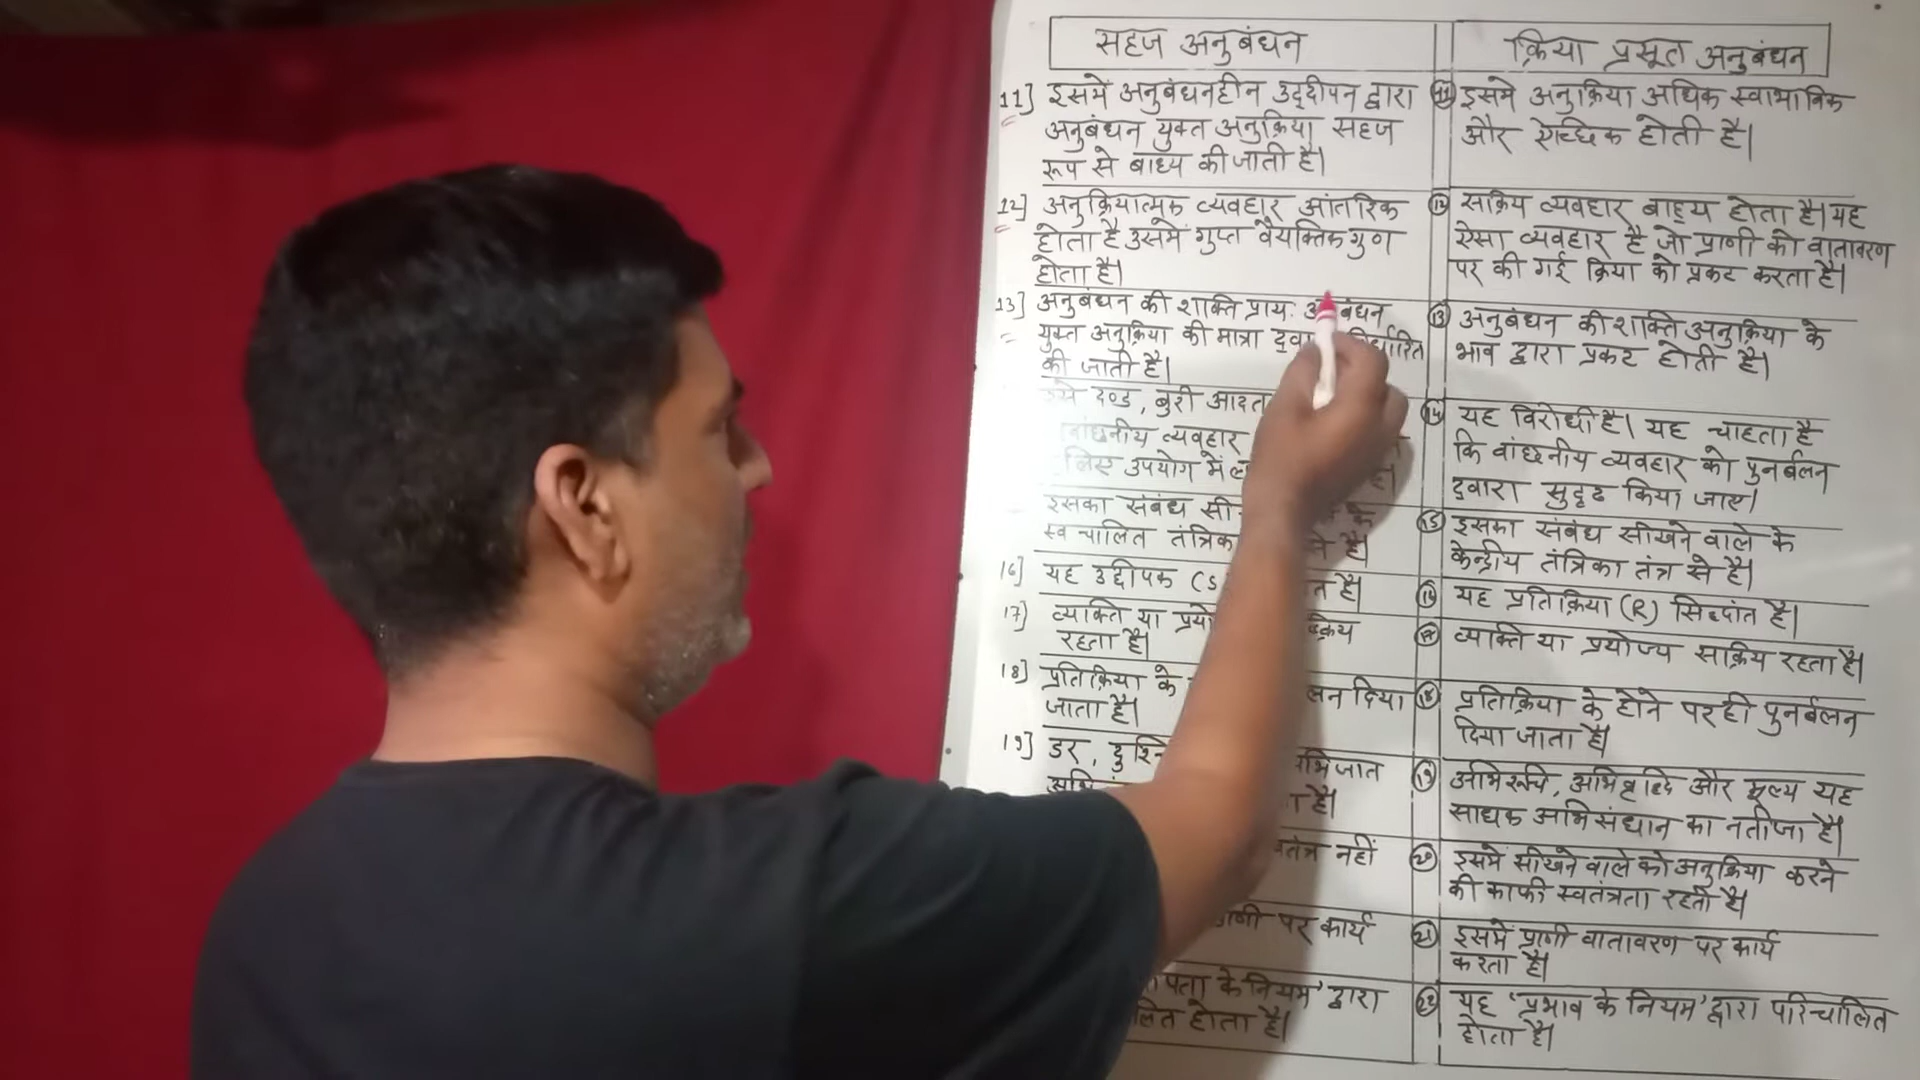 सहज अनुबंधन
11] इसमें अनुबंधनहीन उद्दीपन द्वारा
अनुबंधन युक्त अनुक्रिया सहज
रूप से बाध्य की जाती है।
12] अनुक्रियात्मक व्यवहार आंतरिक
होता है उसमें गुप्त वैयक्तिक गुण
होता है।
13] अनुबंधन की शक्ति प्राय:
युक्त अनुक्रिया की मात्रा
की जाती है।
दण्ड, बुरी
व्यवहार
लिए उपयोग में
इसका संबंध
स्वचालित है।
16] यह उद्दीपक (S है।
17] व्यक्ति या
रहता है।
18] प्रतिक्रिया के दिया
जाता है।
19] डर,
है।
नहीं
पर कार्य
के नियम' द्वारा
होता है।
क्रिया प्रसूत अनुबंधन
11 इसमे अनुक्रिया अधिक स्वाभाविक
और ऐच्छिक होती है।
12 सक्रिय व्यवहार बाह्य होता है। यह
ऐसा व्यवहार है जो प्राणी की वातावरण
पर की गई क्रिया को प्रकट करता है।
13 अनुबंधन की शक्ति अनुक्रिया के
भाव द्वारा प्रकट होती है।
14 यह विरोधी है। यह चाहता है
कि वांछनीय व्यवहार को पुनर्बलन
द्वारा सुदृढ किया जाए।
15 इसका संबंध सीखने वाले के
केन्द्रीय तंत्रिका तंत्र से है।
16 यह प्रतिक्रिया (R) सिध्दांत है।
17 व्यक्ति या प्रयोज्य सक्रिय रहता है।
18 प्रतिक्रिया के होने पर ही पुनर्बलन
दिया जाता है।
19 अभिरूचि, और मूल्य यह
साधक अभिसंधान का नतीजा है।
20 इसमें सीखने वाले को अनुक्रिया करने
की काफी स्वतंत्रता रहती है।
21 इसमें प्राणी वातावरण पर कार्य
करता है।
22 यह 'प्रभाव के नियम' द्वारा परिचालित
होता है।